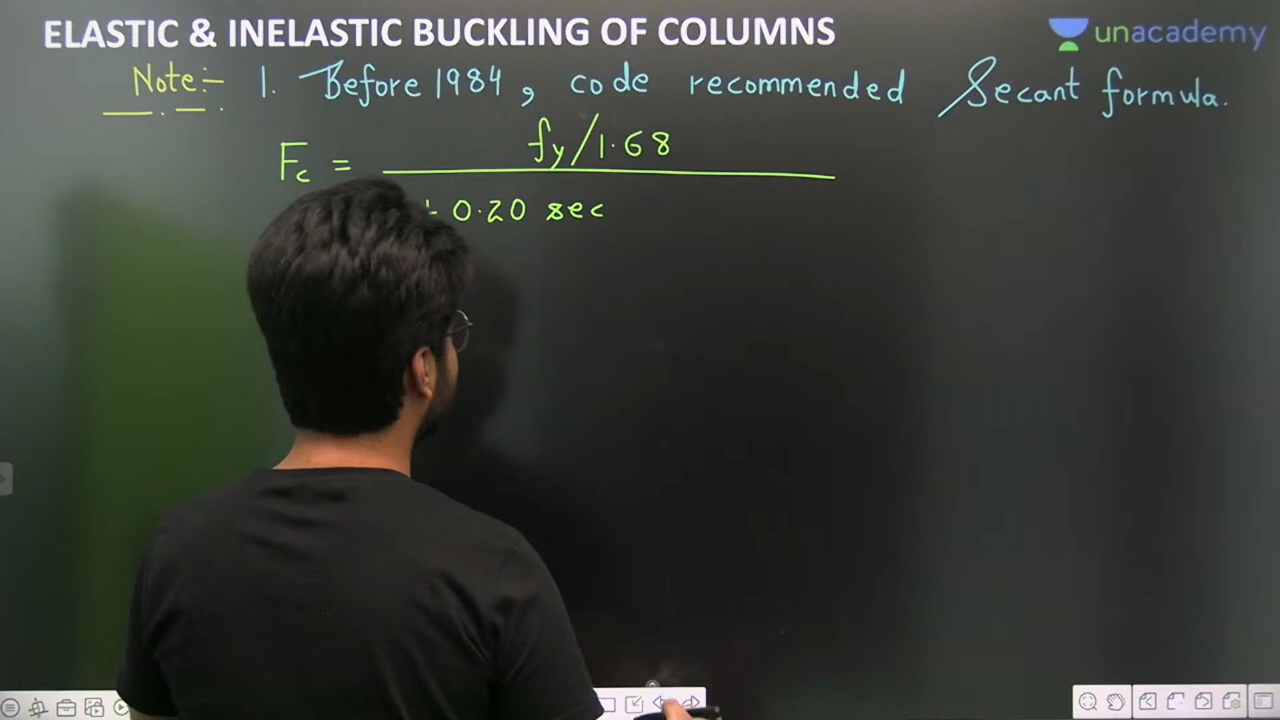 ELASTIC & INELASTIC BUCKLING OF COLUMNS
unacademy
Note:- 1. Before 1984, code recommended Secant formula.
Fc = fy/1.68
+ 0.20 sec